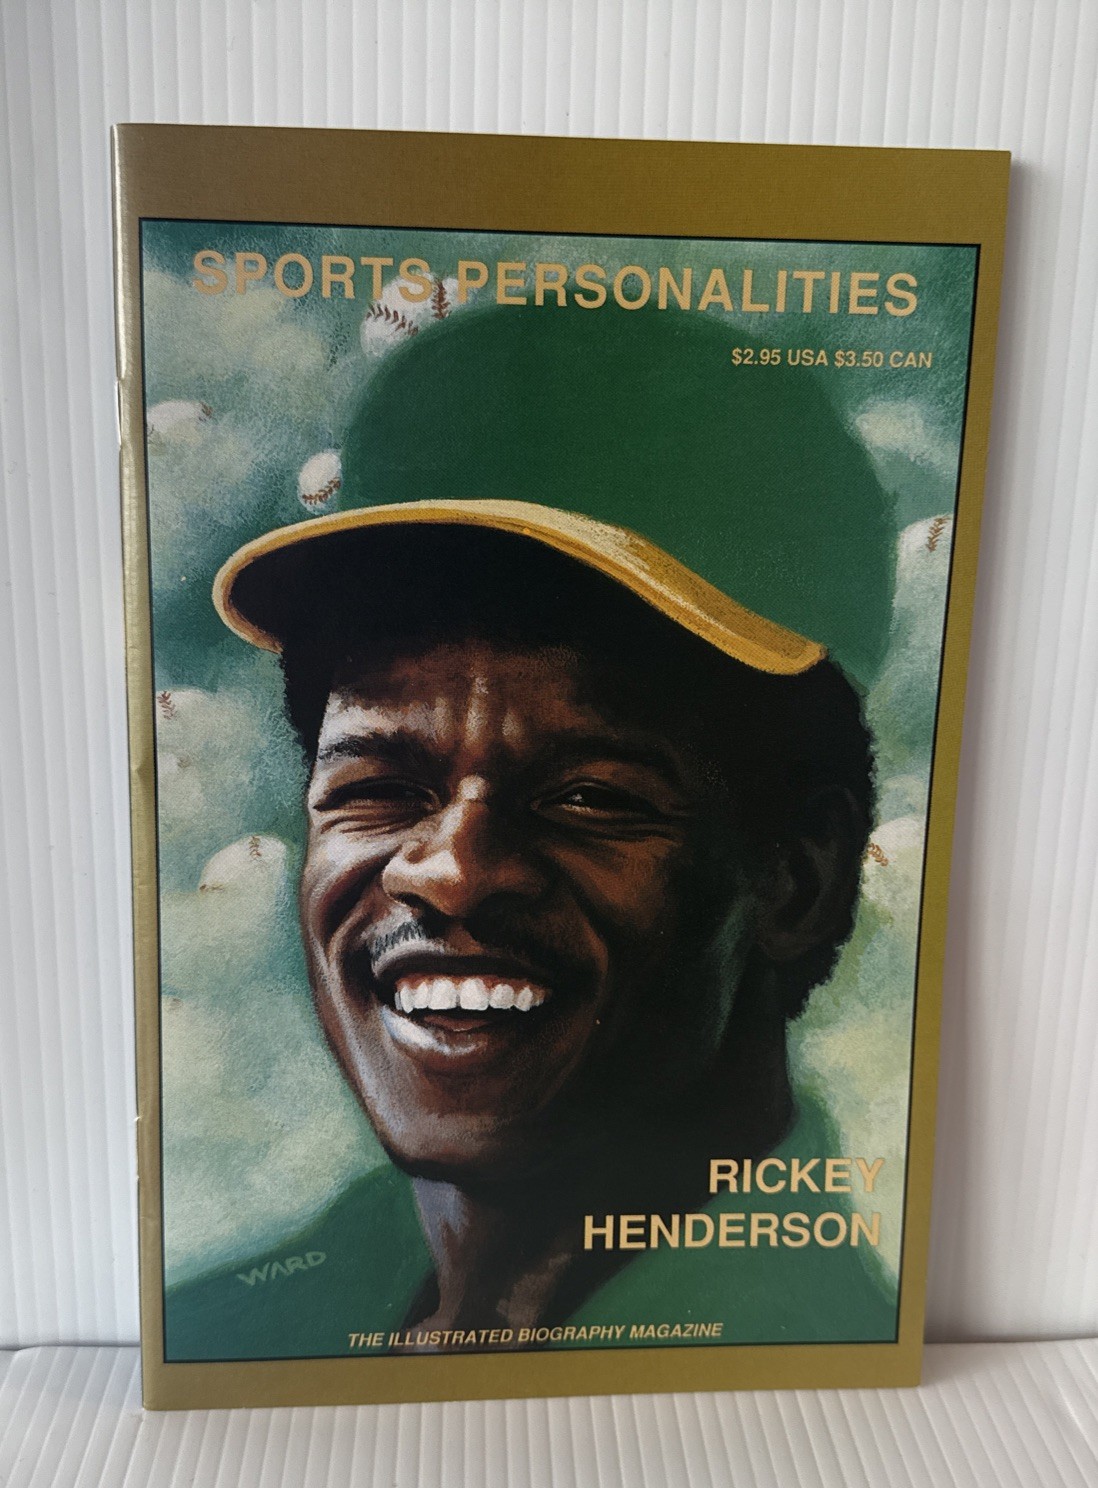 SPORTS PERSONALITIES
$2.95 USA $3.50 CAN
RICKEY
HENDERSON
WARD
THE ILLUSTRATED BIOGRAPHY MAGAZINE